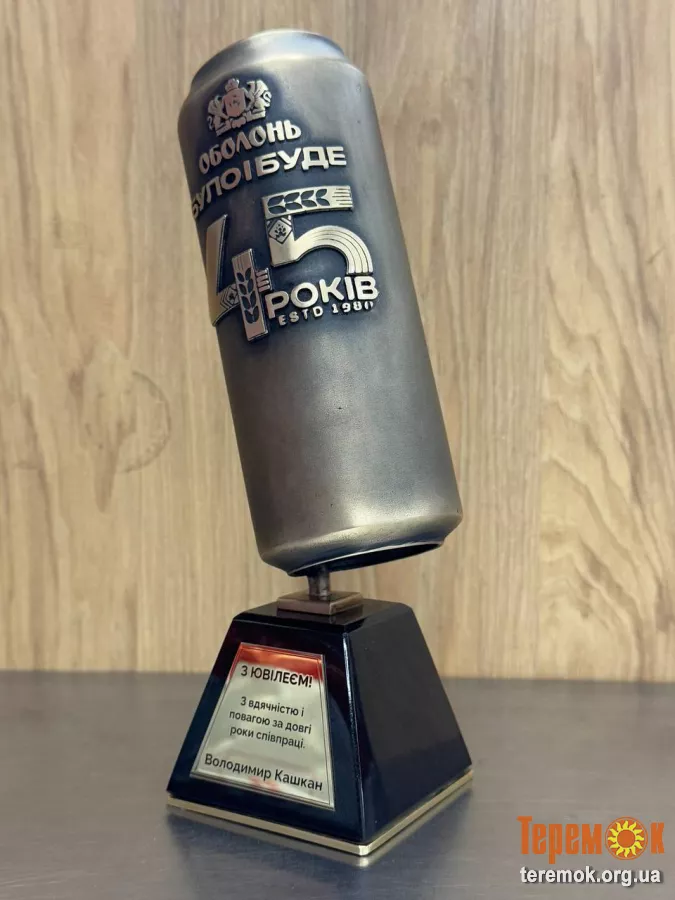 ОБОЛОНЬ
БУЛО І БУДЕ
45
РОКІВ
ESTD 1980
З ЮВІЛЕЄМ!
З вдячністю і
повагою за довгі
роки співпраці.
Володимир Кашкан
ТеремОк
teremok.org.ua